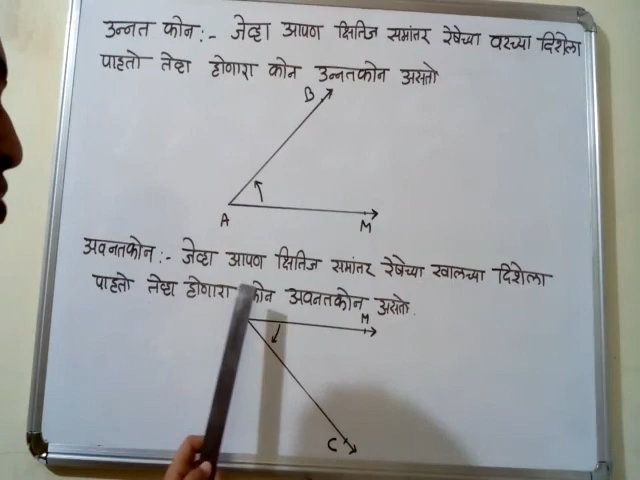 उन्नत कोन :- जेव्हा आपण क्षितिज समांतर रेषेच्या वरच्या दिशेला
पाहतो तेव्हा होणारा कोन उन्नतकोन असतो
B
A
M
अवनतकोन :- जेव्हा आपण क्षितिज समांतर रेषेच्या खालच्या दिशेला
पाहतो तेव्हा होणारा कोन अवनतकोन असतो.
M
C